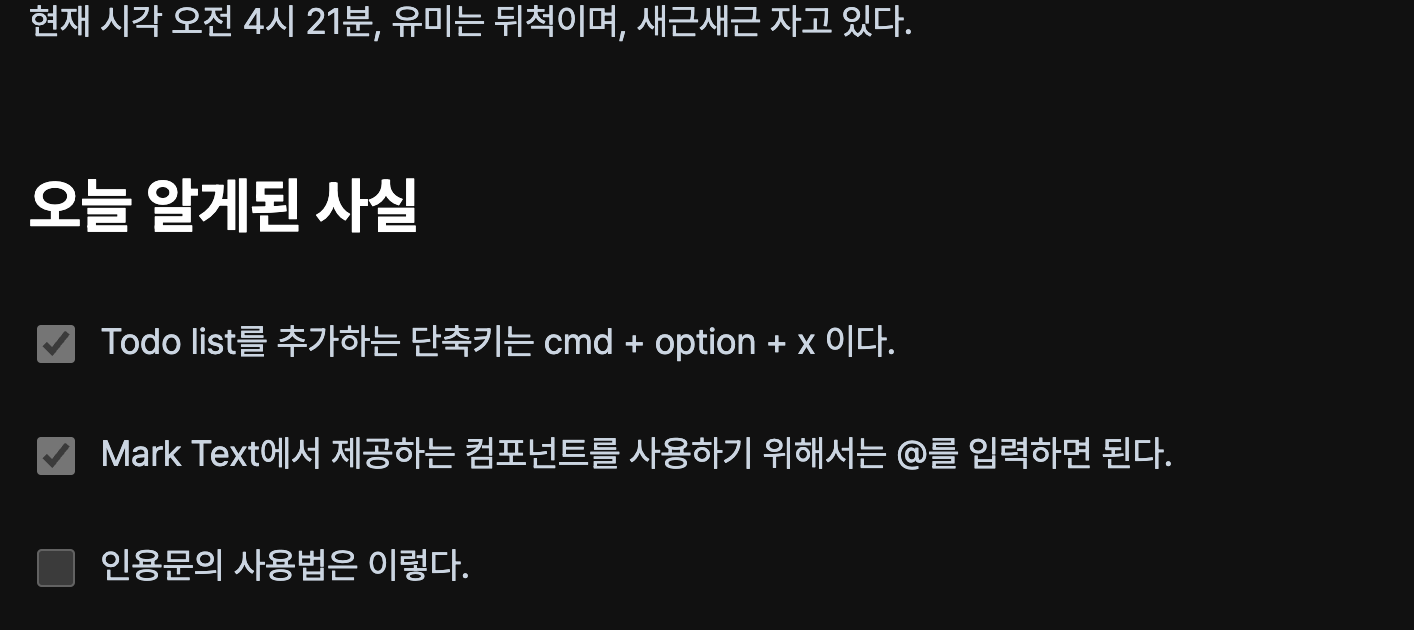 현재 시각 오전 4시 21분, 유미는 뒤척이며, 새근새근 자고 있다.
오늘 알게된 사실
Todo list를 추가하는 단축키는 cmd + option + x 이다.
Mark Text에서 제공하는 컴포넌트를 사용하기 위해서는 @를 입력하면 된다.
인용문의 사용법은 이렇다.